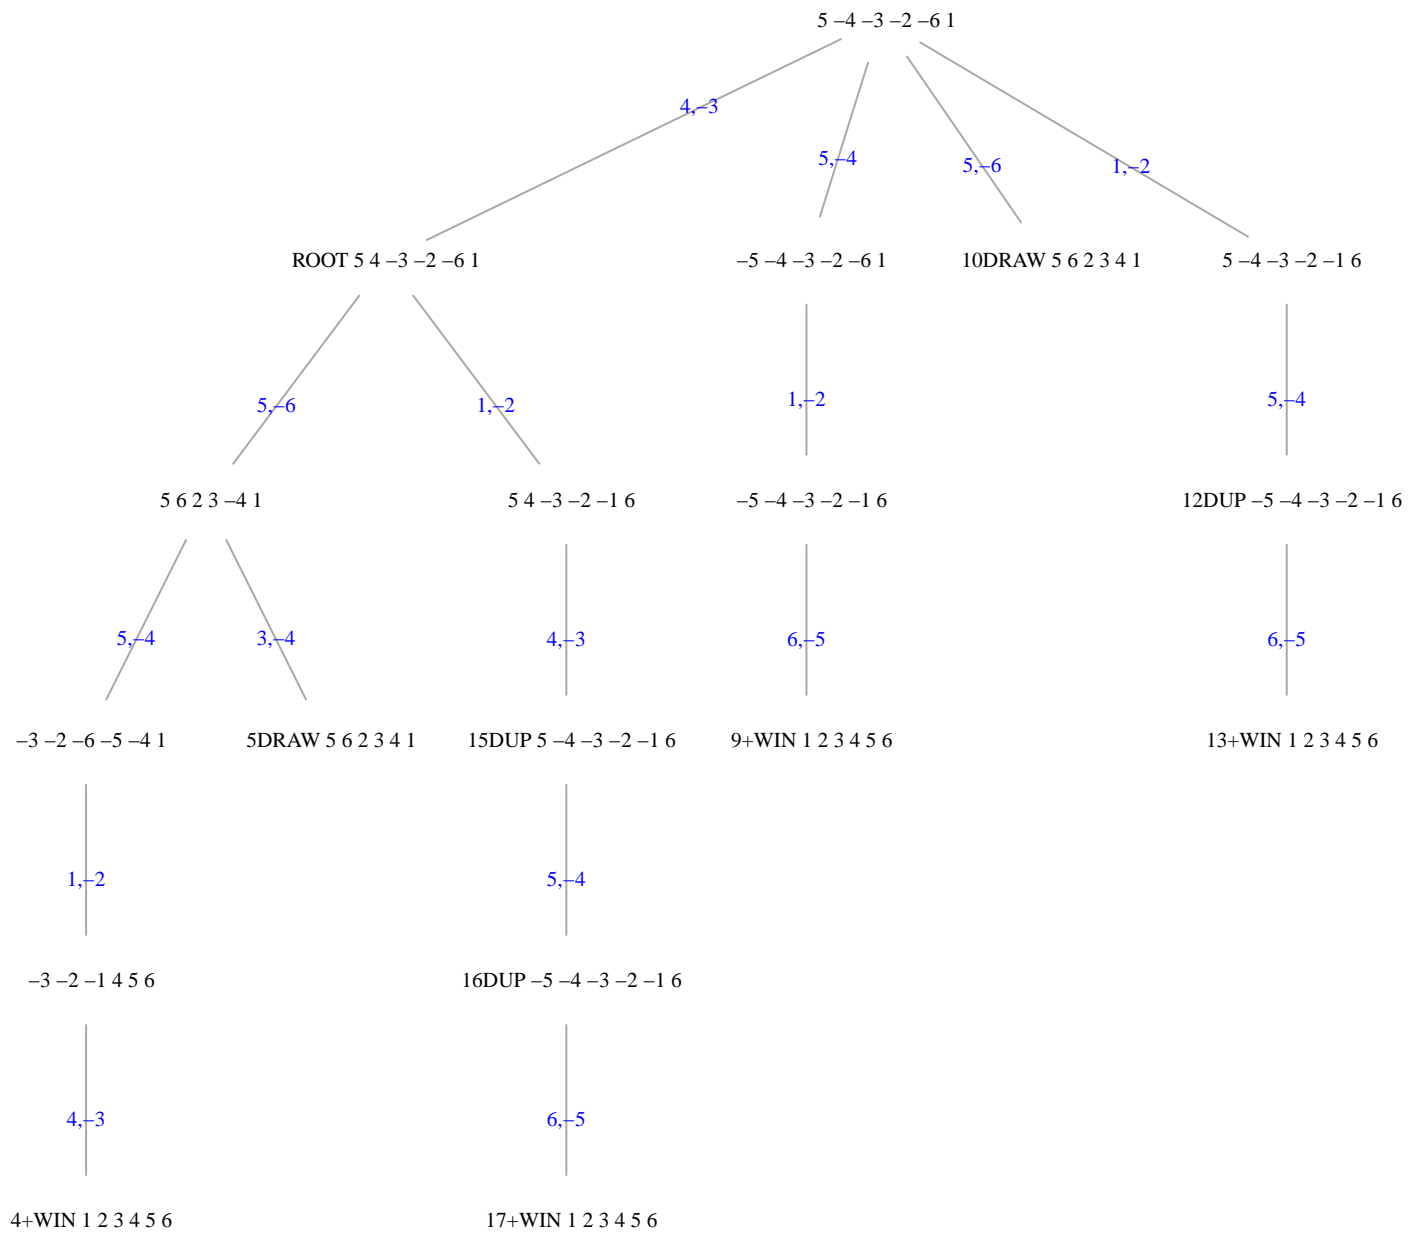 5 –4 –3 –2 –6 1
4,–3
5,–4
5,–6
1,–2
ROOT 5 4 –3 –2 –6 1
–5 –4 –3 –2 –6 1
10DRAW 5 6 2 3 4 1
5 –4 –3 –2 –1 6
5,–6
1,–2
1,–2
5,–4
5 6 2 3 –4 1
5 4 –3 –2 –1 6
–5 –4 –3 –2 –1 6
12DUP –5 –4 –3 –2 –1 6
5,–4
3,–4
4,–3
6,–5
6,–5
–3 –2 –6 –5 –4 1
5DRAW 5 6 2 3 4 1
15DUP 5 –4 –3 –2 –1 6
9+WIN 1 2 3 4 5 6
13+WIN 1 2 3 4 5 6
1,–2
5,–4
–3 –2 –1 4 5 6
16DUP –5 –4 –3 –2 –1 6
4,–3
6,–5
4+WIN 1 2 3 4 5 6
17+WIN 1 2 3 4 5 6